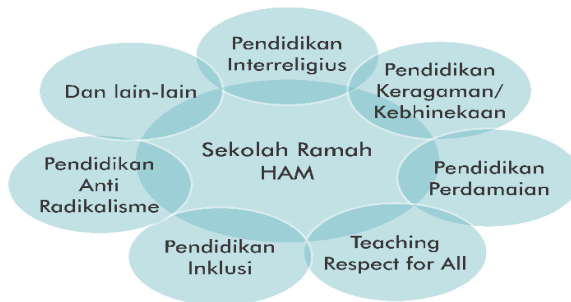 Pendidikan
Interreligius
Pendidikan
Keragaman/
Kebhinekaan
Pendidikan
Perdamaian
Teaching
Respect for All
Pendidikan
Inklusi
Pendidikan
Anti
Radikalisme
Dan lain-lain
Sekolah Ramah
HAM